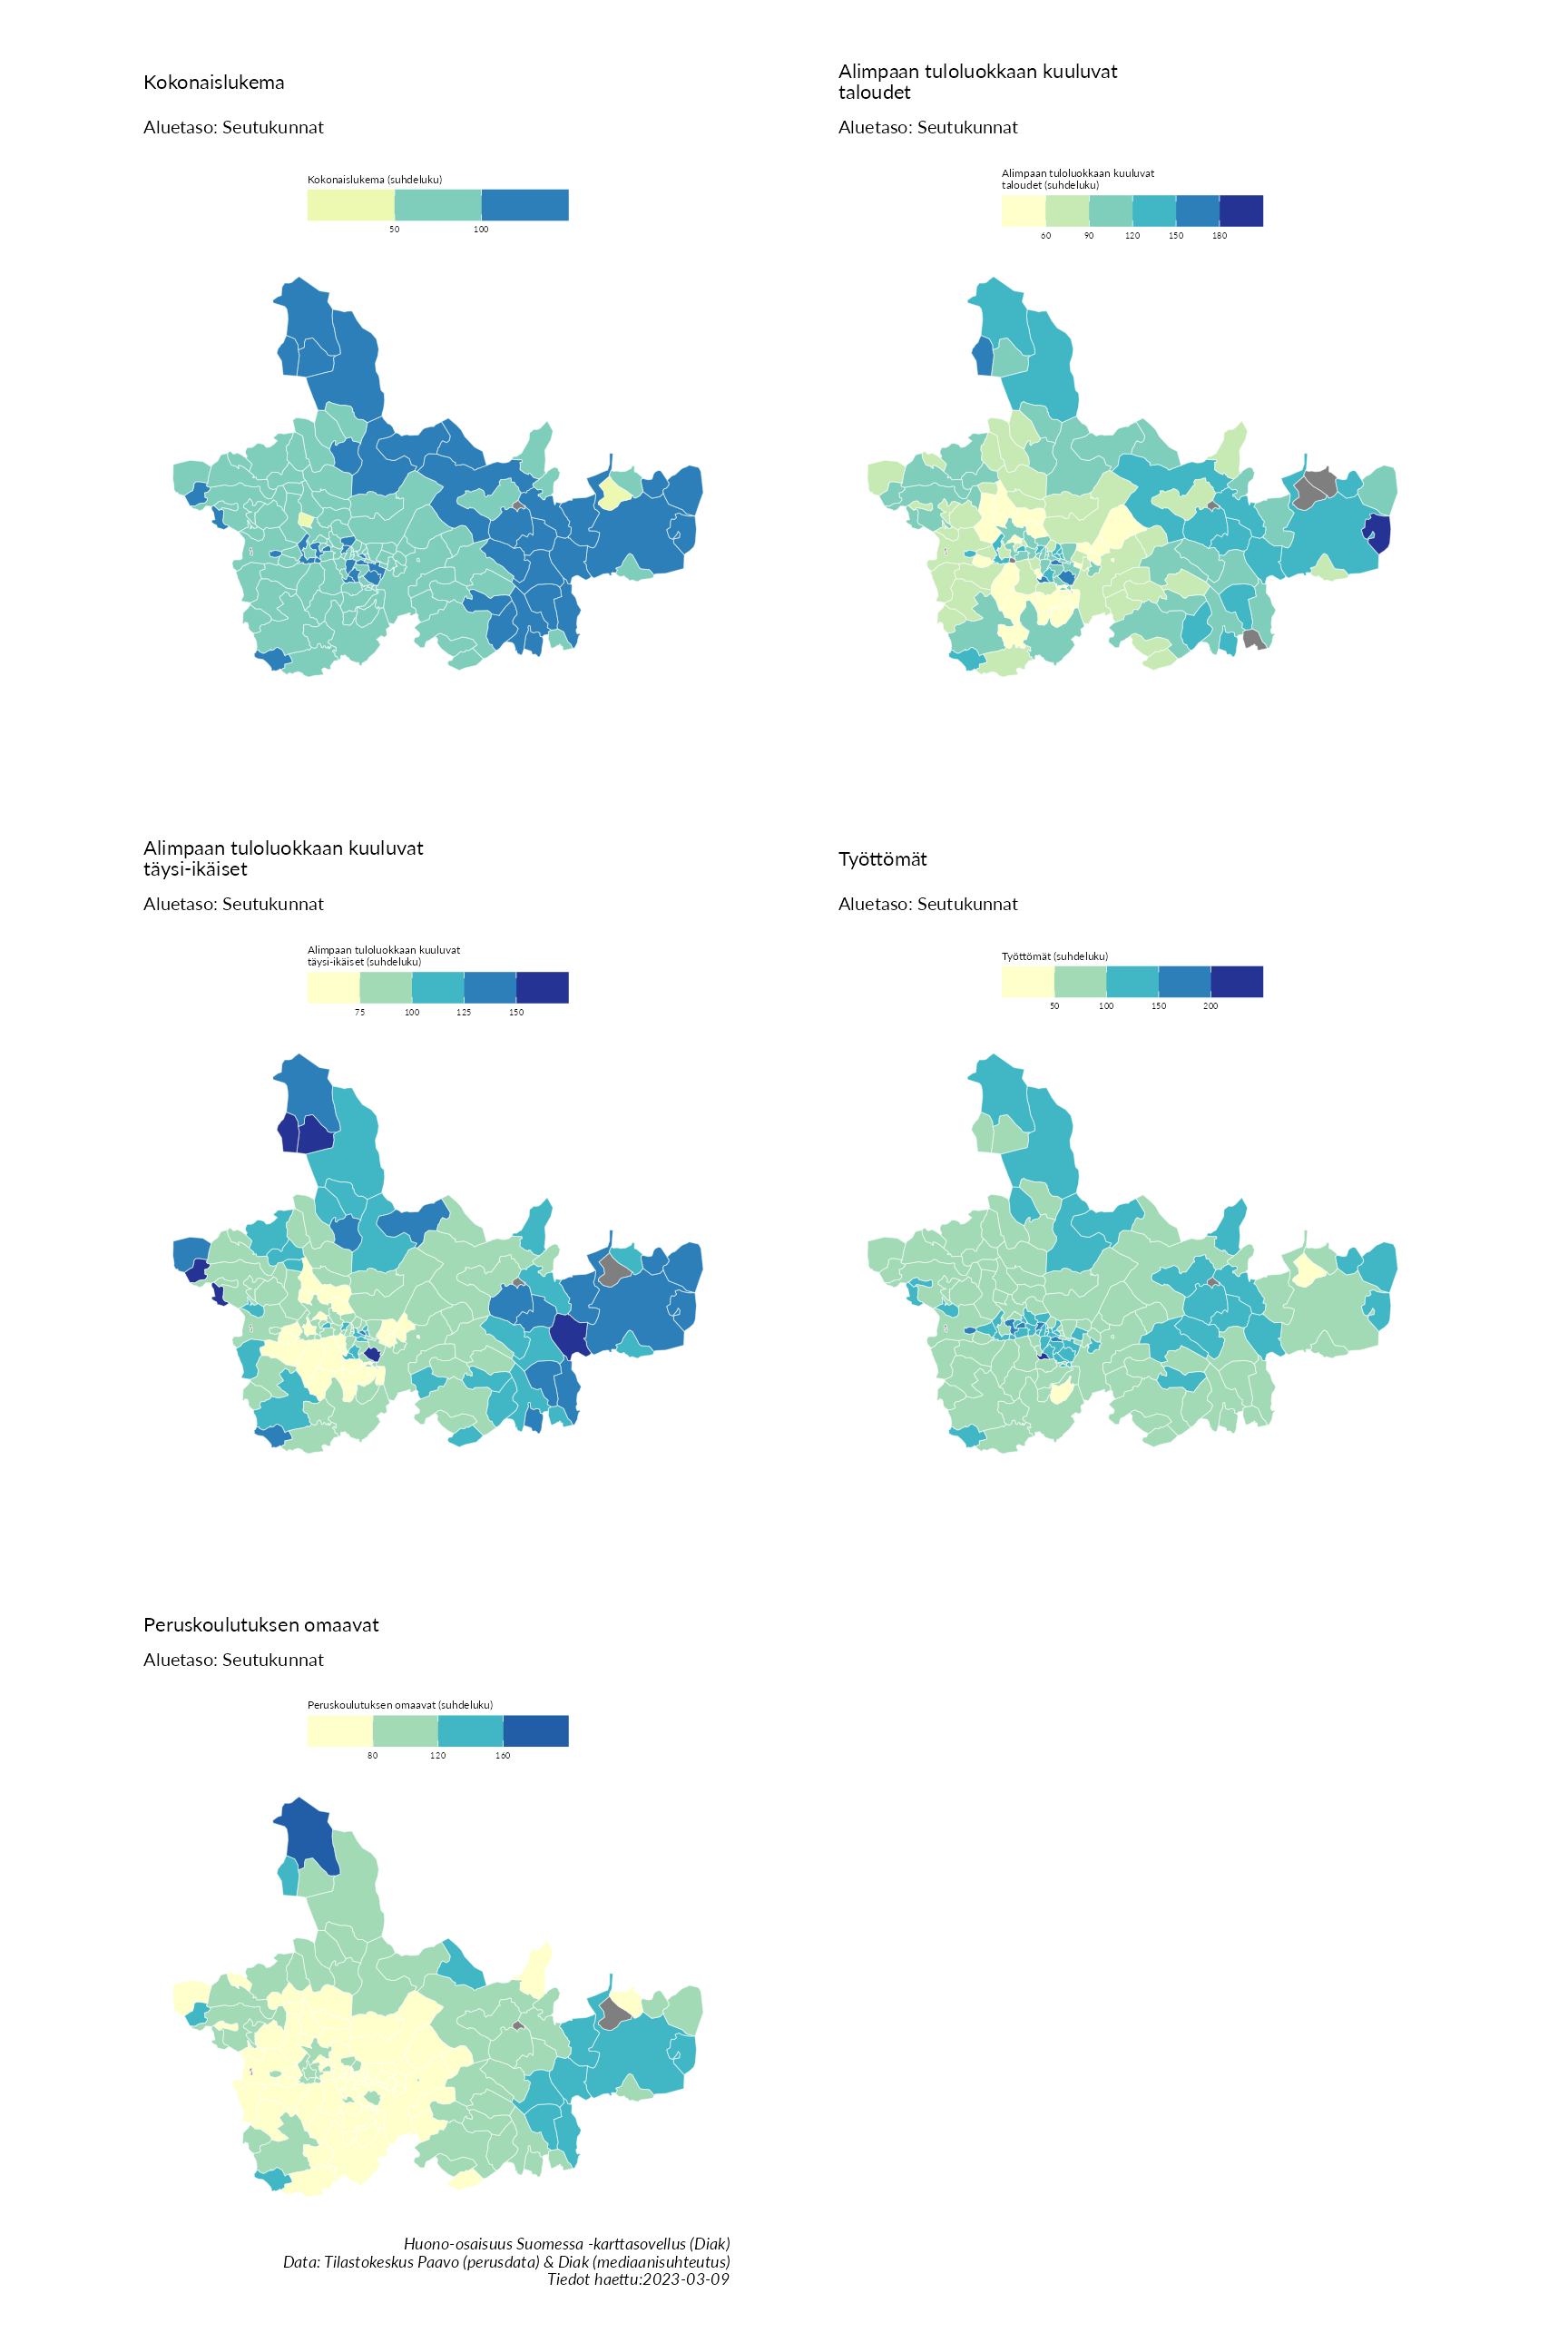 Kokonaislukema
Aluetaso: Seutukunnat
Kokonaislukema (suhdeluku)
50 100
Alimpaan tuloluokkaan kuuluvat
taloudet
Aluetaso: Seutukunnat
Alimpaan tuloluokkaan kuuluvat
taloudet (suhdeluku)
60 90 120 150 180
Alimpaan tuloluokkaan kuuluvat
täysi-ikäiset
Aluetaso: Seutukunnat
Alimpaan tuloluokkaan kuuluvat
täysi-ikäiset (suhdeluku)
75 100 125 150
Työttömät
Aluetaso: Seutukunnat
Työttömät (suhdeluku)
50 100 150 200
Peruskoulutuksen omaavat
Aluetaso: Seutukunnat
Peruskoulutuksen omaavat (suhdeluku)
80 120 160
Huono-osaisuus Suomessa -karttasovellus (Diak)
Data: Tilastokeskus Paavo (perusdata) & Diak (mediaanisuhteutus)
Tiedot haettu:2023-03-09